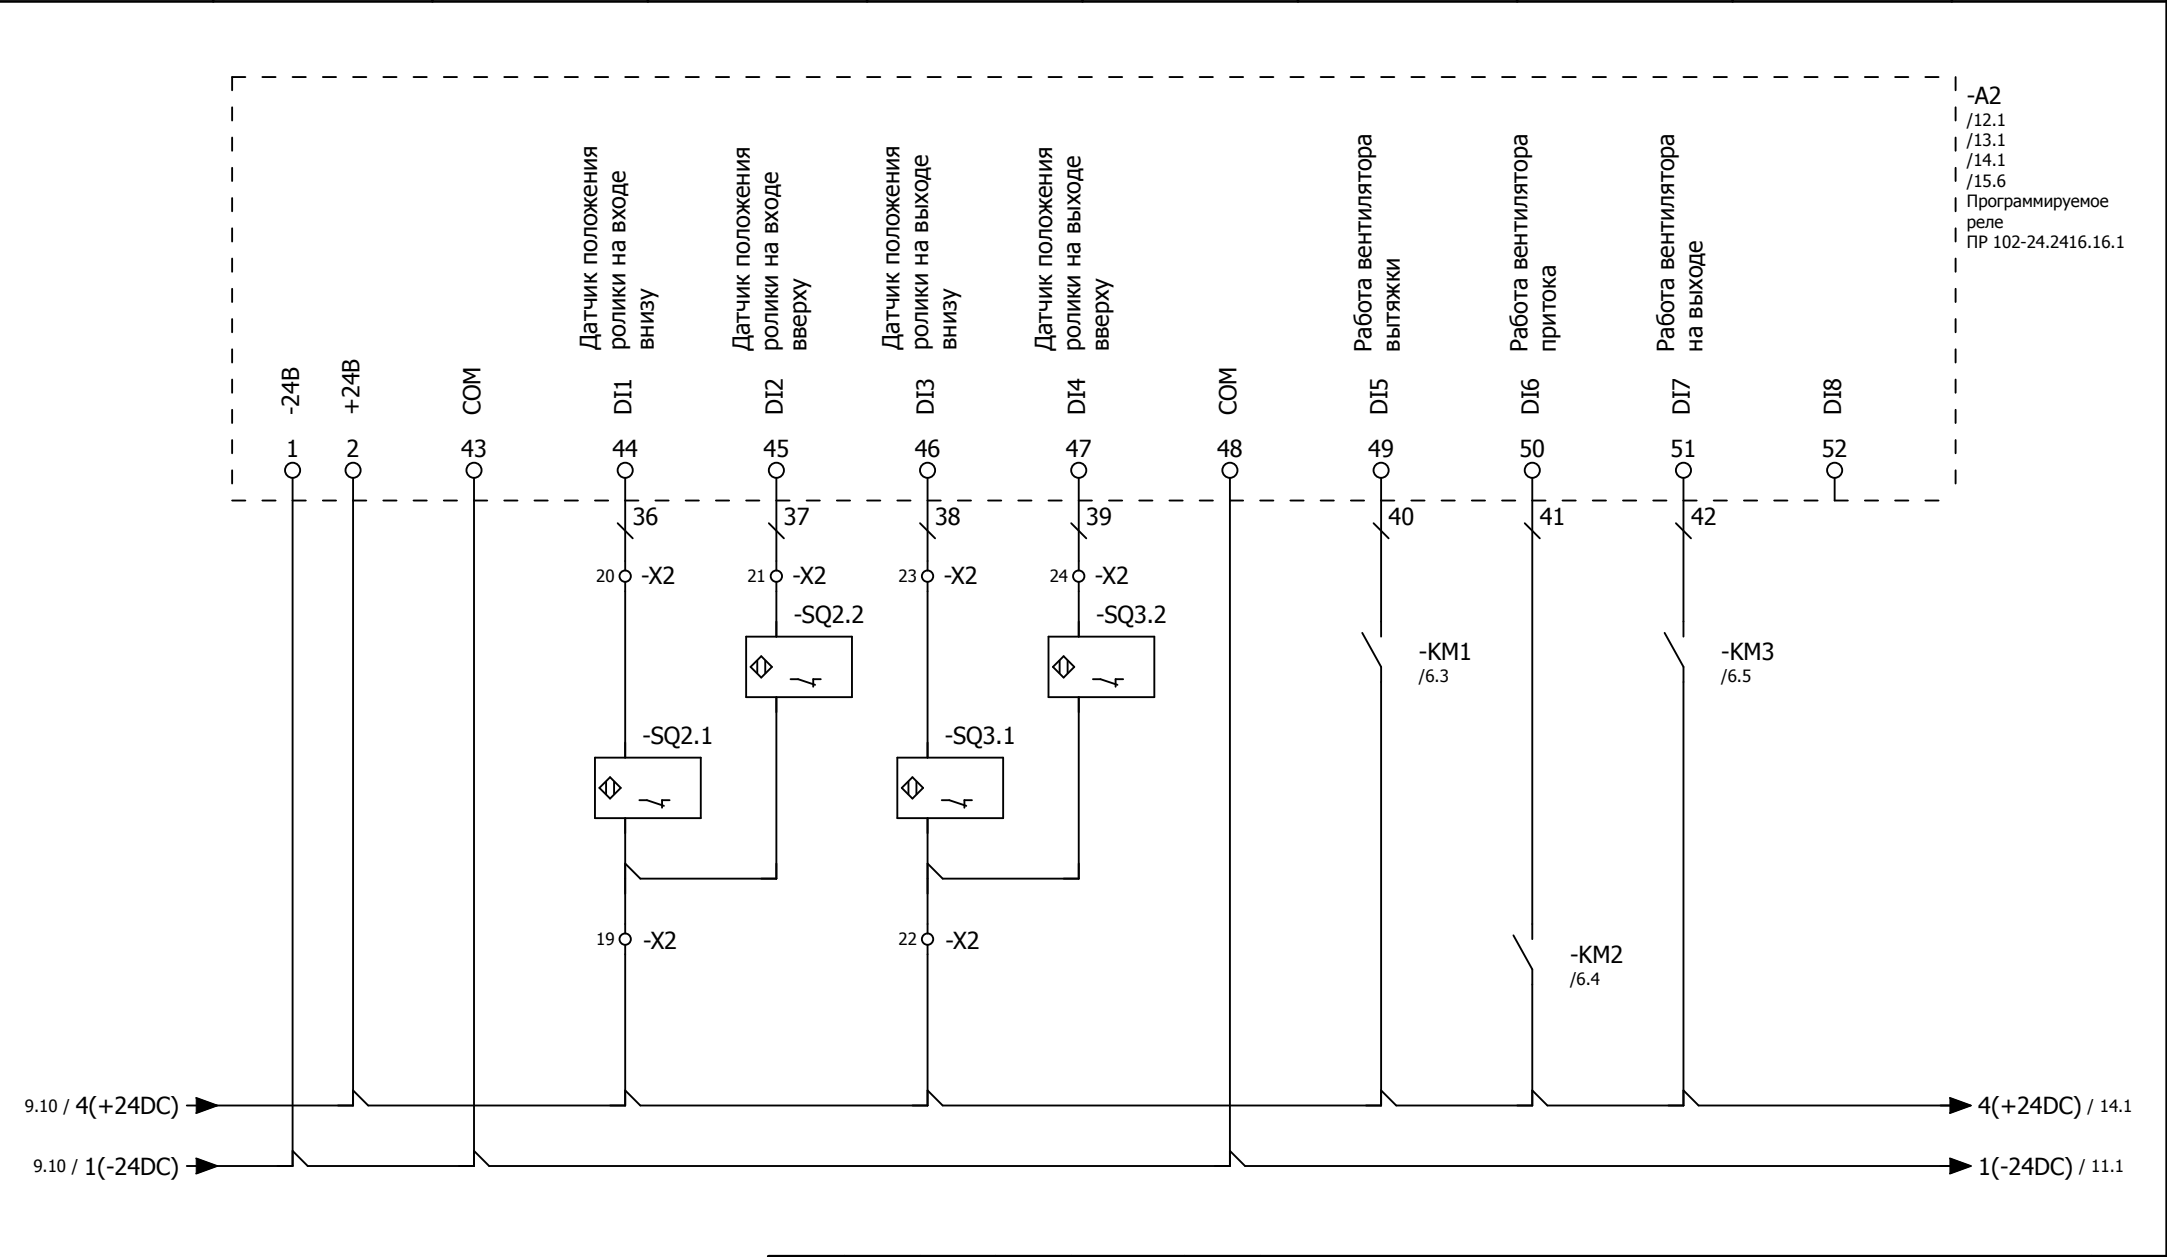 -A2
/12.1
/13.1
/14.1
/15.6
Программируемое
реле
ПР 102-24.2416.16.1
Датчик положения
ролики на входе
внизу
Датчик положения
ролики на входе
вверху
Датчик положения
ролики на выходе
внизу
Датчик положения
ролики на выходе
вверху
Работа вентилятора
вытяжки
Работа вентилятора
притока
Работа вентилятора
на выходе
-24В
+24В
COM
DI1
DI2
DI3
DI4
COM
DI5
DI6
DI7
DI8
1
2
43
44
45
46
47
48
49
50
51
52
36
37
38
39
40
41
42
20 -X2
21 -X2
23 -X2
24 -X2
-SQ2.2
-SQ3.2
-KM1
/6.3
-KM3
/6.5
-SQ2.1
-SQ3.1
19 -X2
22 -X2
-KM2
/6.4
9.10 / 4(+24DC)
4(+24DC) / 14.1
9.10 / 1(-24DC)
1(-24DC) / 11.1